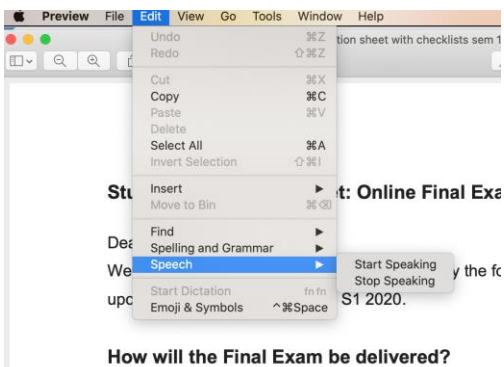 Preview File Edit View Go Tools Window Help
tion sheet with checklists sem 1
Undo ⌘Z
Redo ⇧⌘Z
Cut ⌘X
Copy ⌘C
Paste ⌘V
Delete
Select All ⌘A
Invert Selection ⇧⌘I
Insert ▶
Move to Bin ⌘⌫
Find ▶
Spelling and Grammar ▶
Speech ▶
Start Speaking
Stop Speaking
Start Dictation fn fn
Emoji & Symbols ^⌘Space
Stu t: Online Final Exa
Dea
We y the fo
upd S1 2020.
How will the Final Exam be delivered?